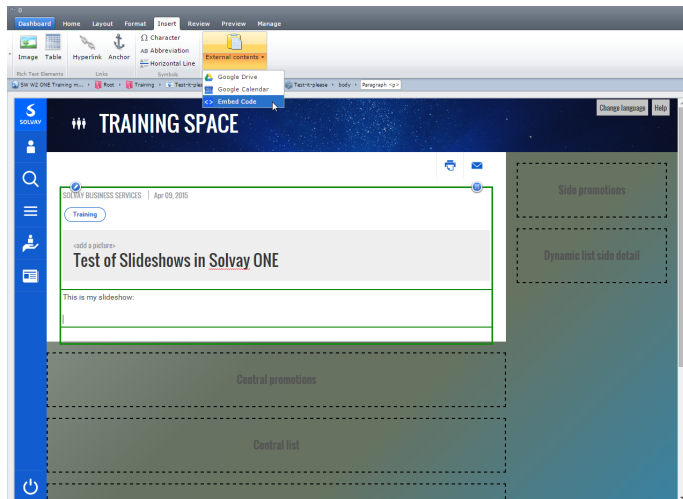 Dashboard Home Layout Format Insert Review Preview Manage
Image Table Hyperlink Anchor
Ω Character
AB Abbreviation
Horizontal Line
External contents
Rich Text Elements Links Symbols
Google Drive
Google Calendar
<> Embed Code
SW WZ ONE Training m... Root Training Test-it-please body Paragraph <p>
Change language Help
SOLVAY
TRAINING SPACE
SOLVAY BUSINESS SERVICES | Apr 09, 2015
Training
<add a picture>
Test of Slideshows in Solvay ONE
This is my slideshow:
Side promotions
Dynamic list side detail
Central promotions
Central list